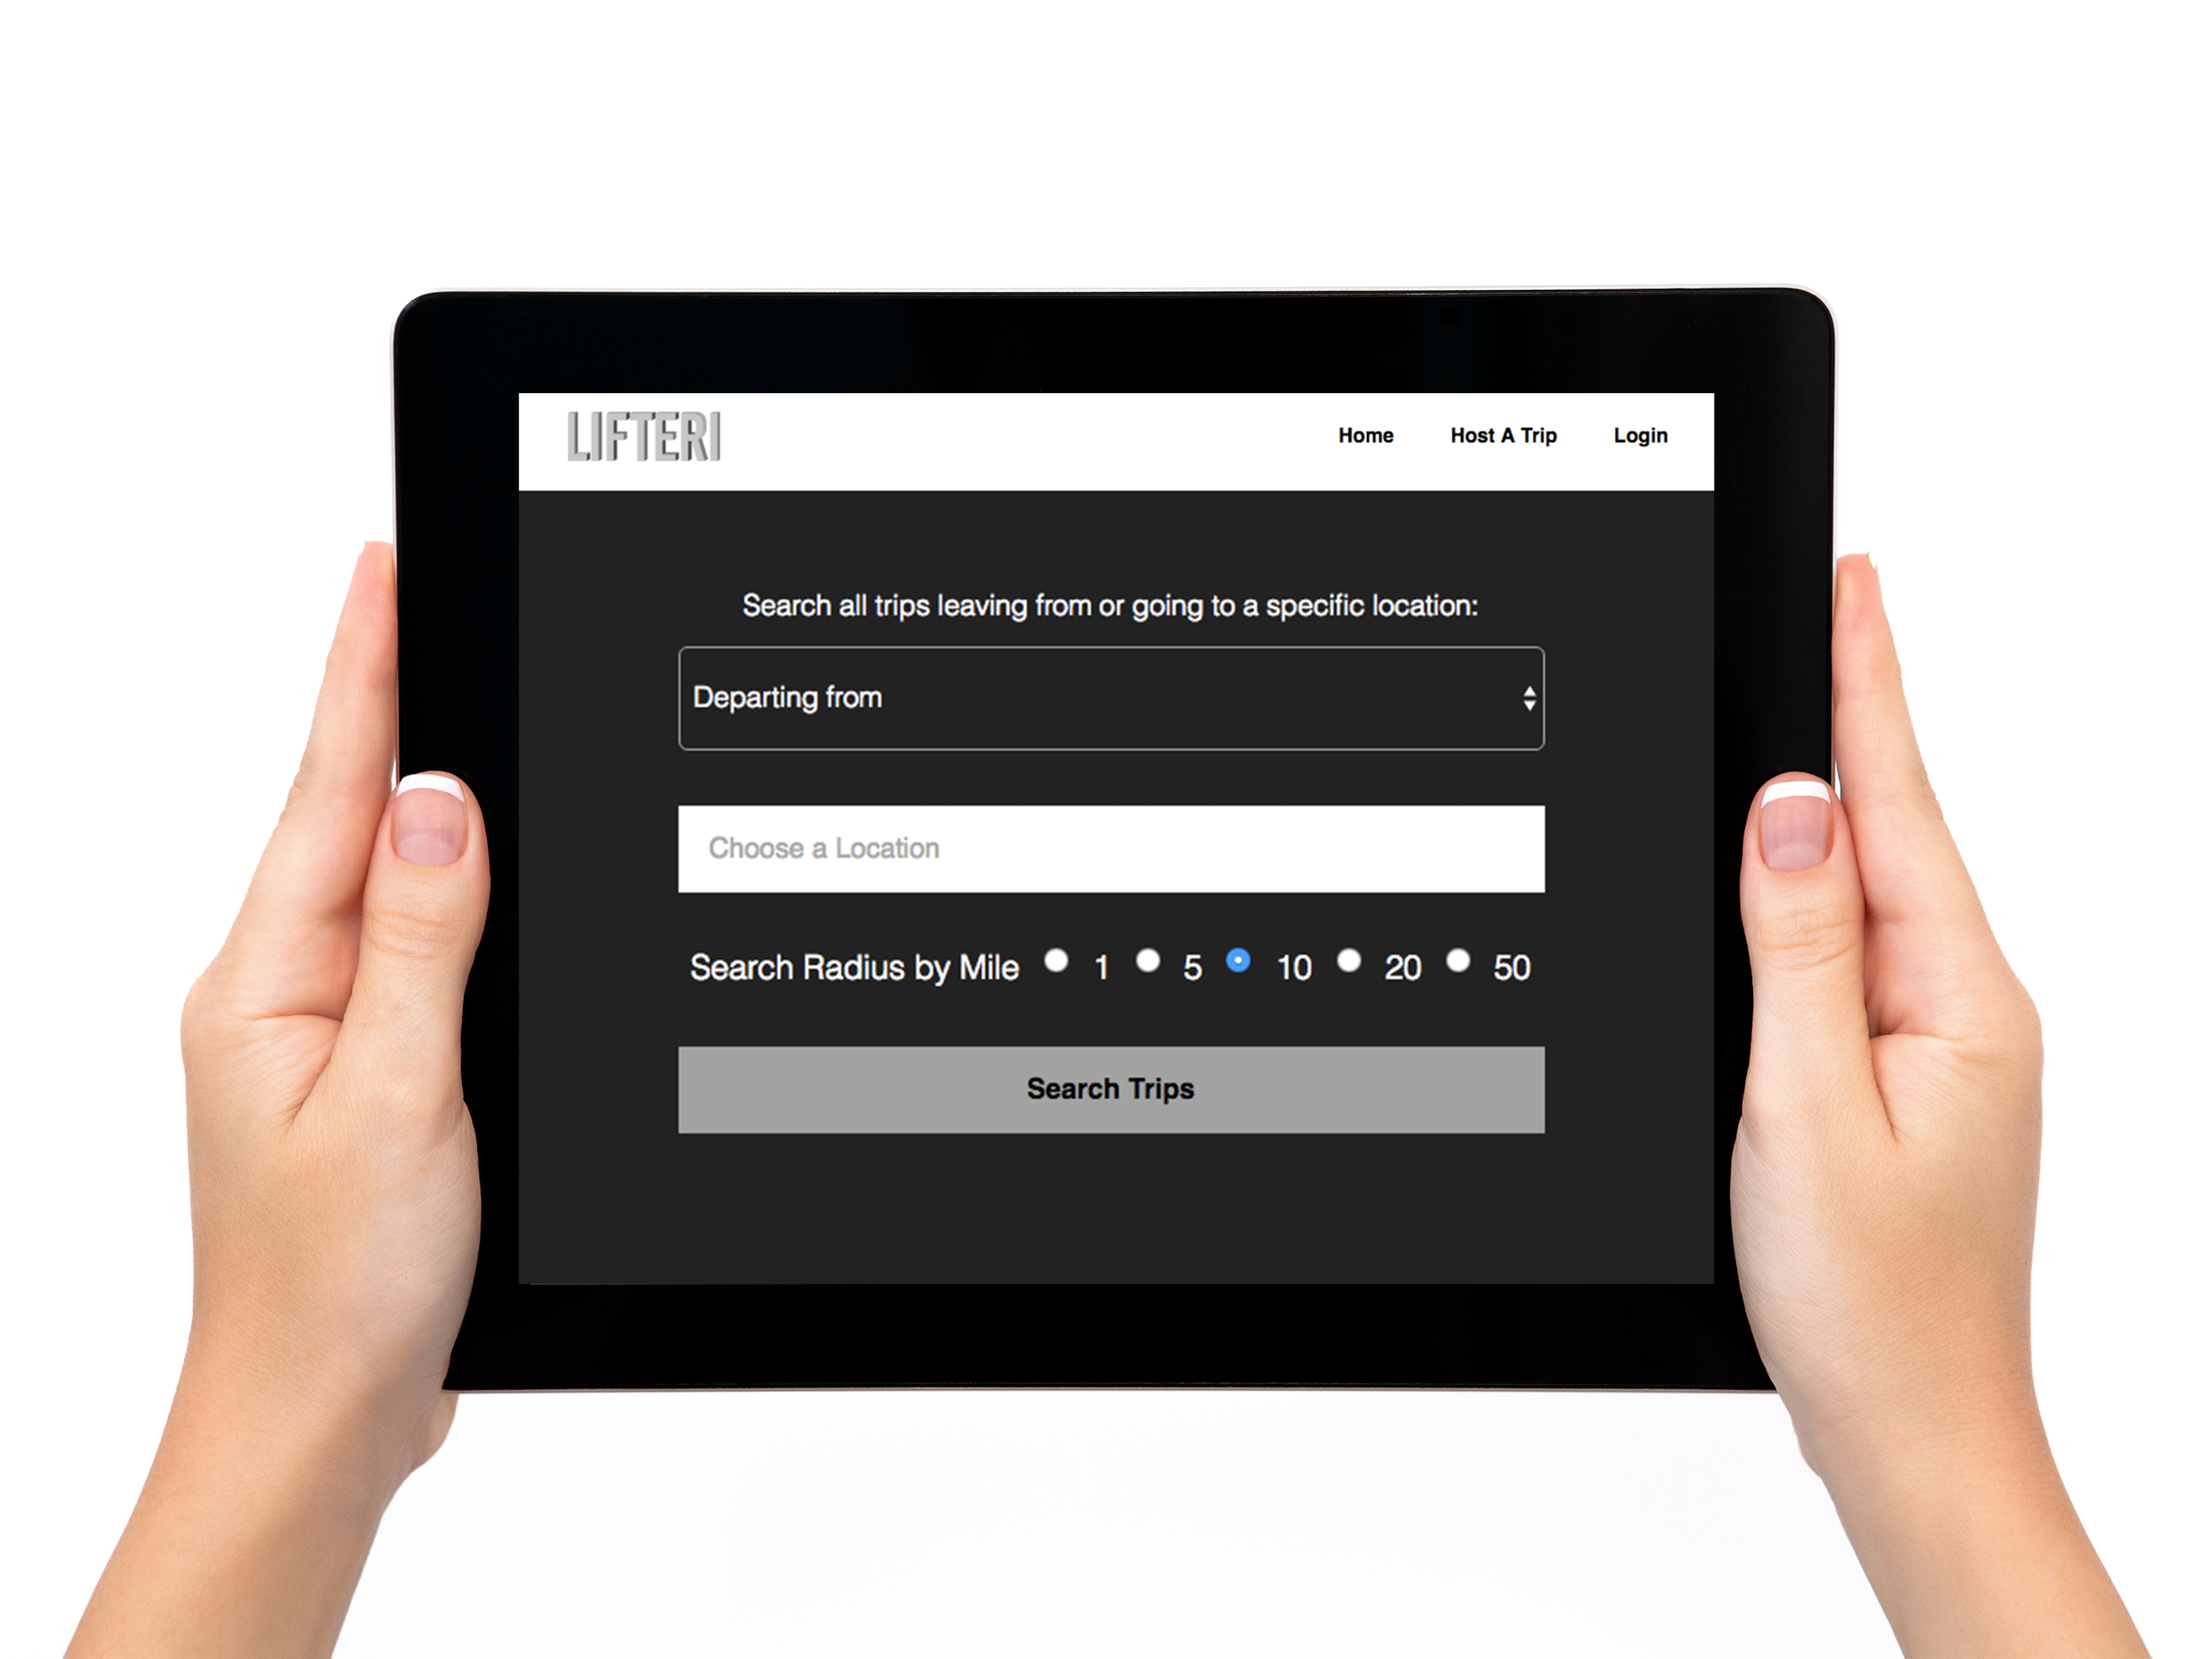 LIFTERI
Home Host A Trip Login
Search all trips leaving from or going to a specific location:
Departing from
Choose a Location
Search Radius by Mile 1 5 10 20 50
Search Trips